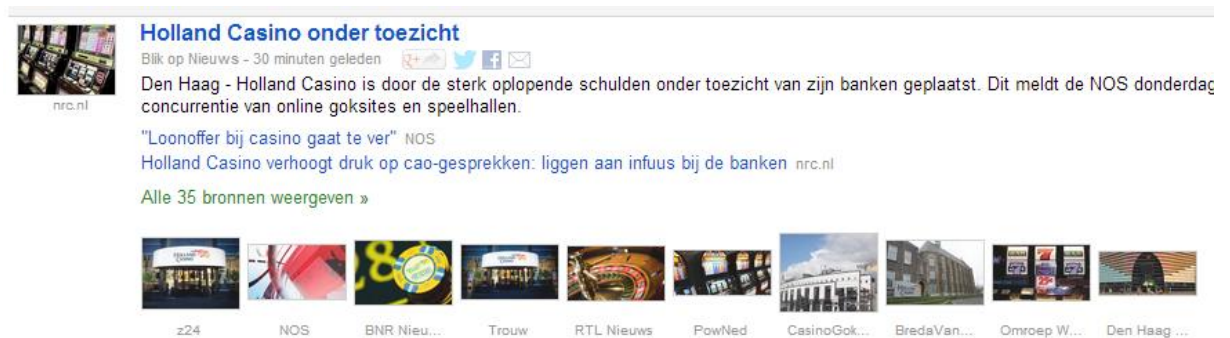 Holland Casino onder toezicht
Blik op Nieuws - 30 minuten geleden
nrc.nl
Den Haag - Holland Casino is door de sterk oplopende schulden onder toezicht van zijn banken geplaatst. Dit meldt de NOS donderdag
concurrentie van online goksites en speelhallen.
"Loonoffer bij casino gaat te ver" NOS
Holland Casino verhoogt druk op cao-gesprekken: liggen aan infuus bij de banken nrc.nl
Alle 35 bronnen weergeven »
z24 NOS BNR Nieu... Trouw RTL Nieuws PowNed CasinoGok... BredaVan... Omroep W... Den Haag ...